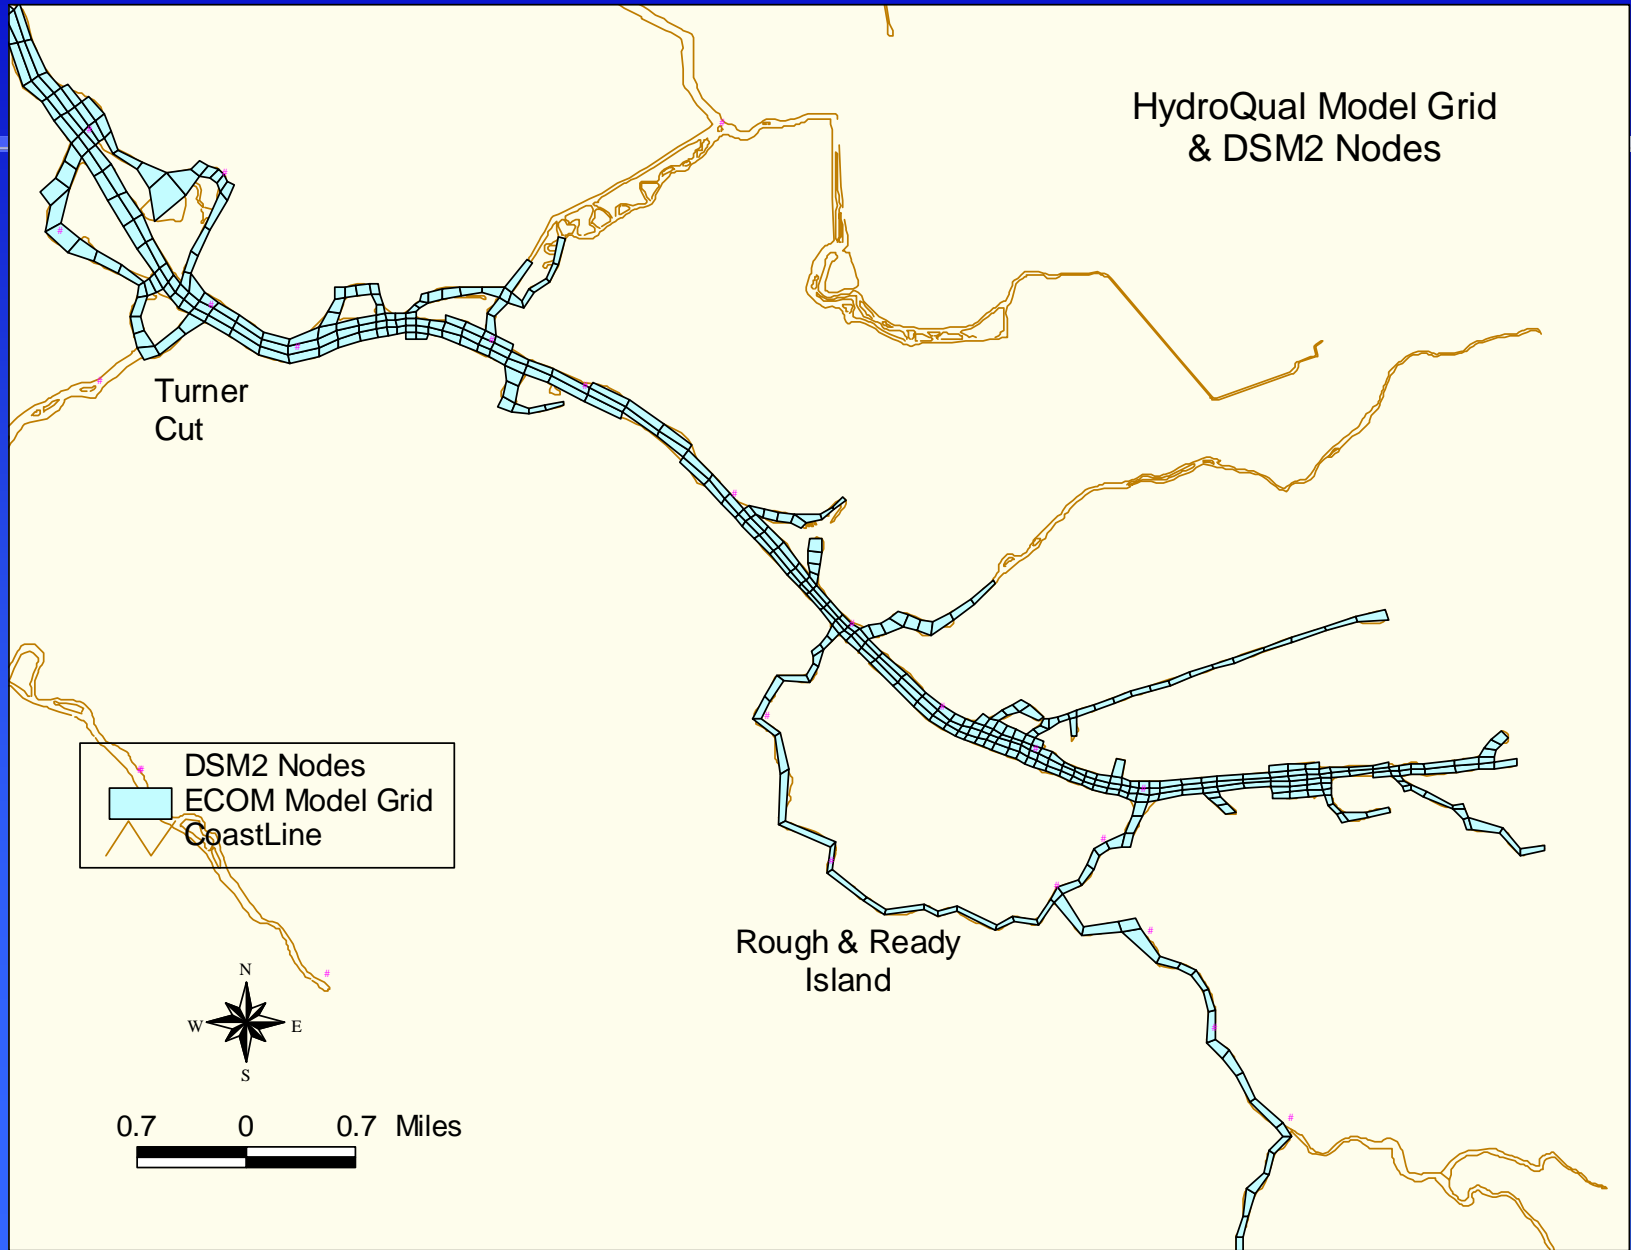 HydroQual Model Grid
& DSM2 Nodes
Turner
Cut
DSM2 Nodes
ECOM Model Grid
CoastLine
Rough & Ready
Island
N
W E
S
0.7 0 0.7 Miles